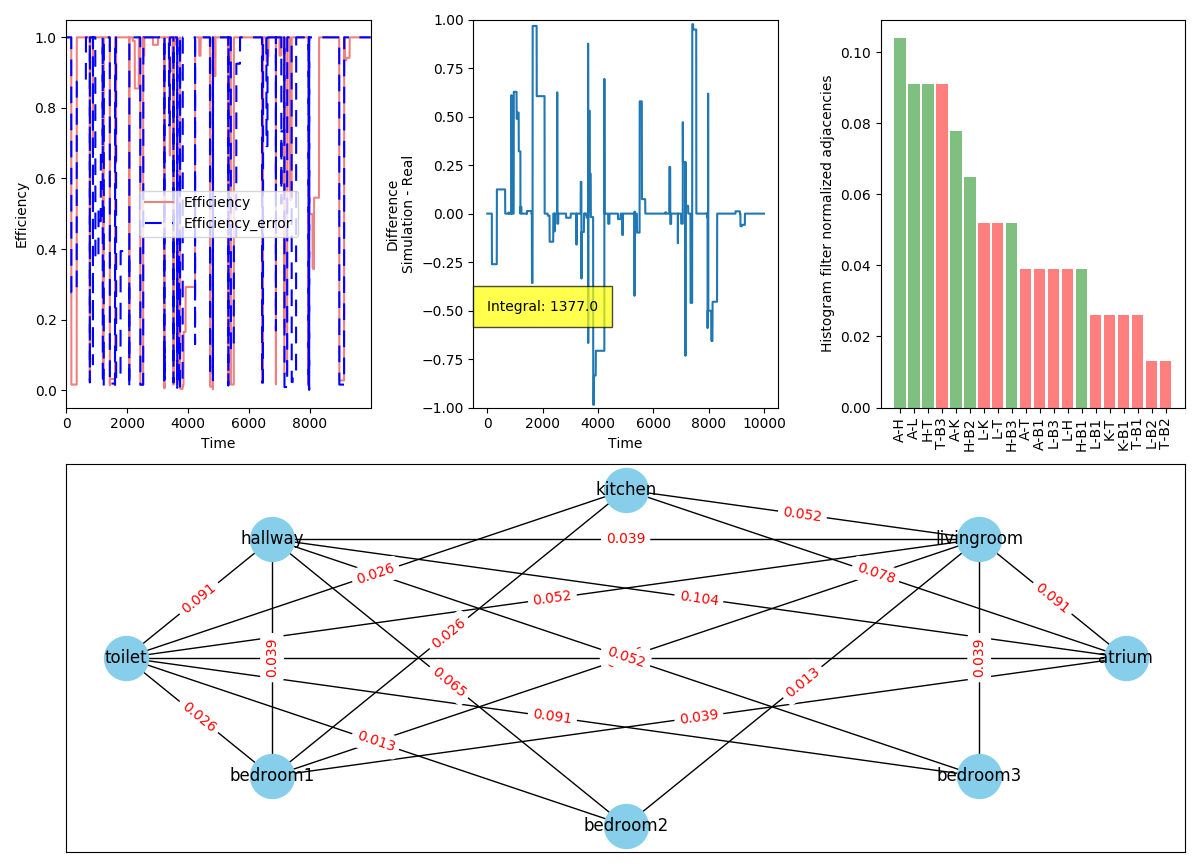 1.0
0.8
0.6
0.4
0.2
0.0
Efficiency
Efficiency
Efficiency_error
0
2000
4000
6000
8000
Time
1.00
0.75
0.50
0.25
0.00
−0.25
−0.50
−0.75
−1.00
Difference
Simulation - Real
Integral: 1377.0
0
2000
4000
6000
8000
10000
Time
0.10
0.08
0.06
0.04
0.02
0.00
Histogram filter normalized adjacencies
A-H
A-L
H-T
T-B3
A-K
H-B2
L-K
L-T
H-B3
A-T
A-B1
L-B3
L-H
H-B1
L-B1
K-T
K-B1
T-B1
L-B2
T-B2
kitchen
hallway
livingroom
toilet
atrium
bedroom1
bedroom3
bedroom2
0.052
0.039
0.026
0.078
0.091
0.052
0.104
0.091
0.026
0.039
0.052
0.039
0.065
0.013
0.026
0.091
0.039
0.013